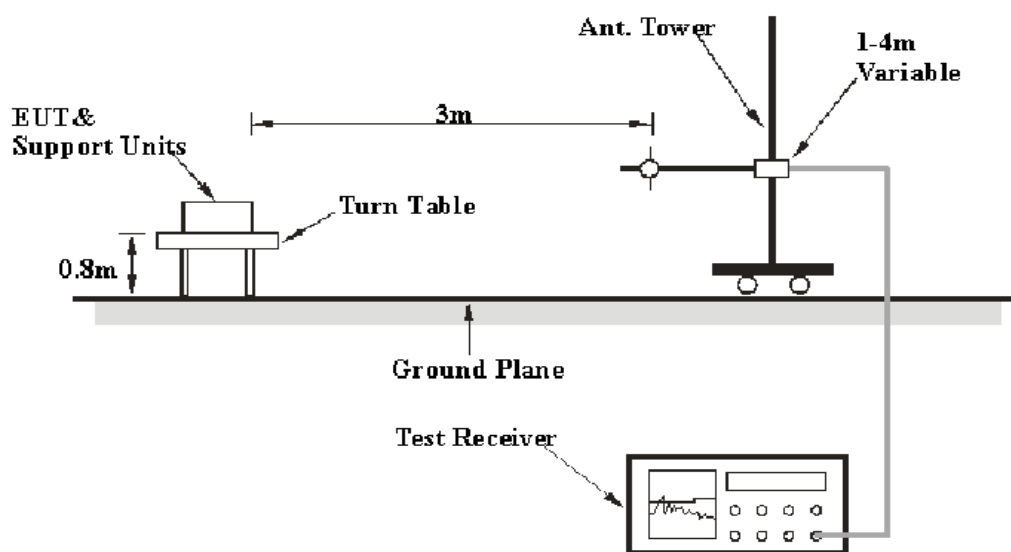 Ant. Tower
1-4m
Variable
3m
EUT &
Support Units
Turn Table
0.8m
Ground Plane
Test Receiver